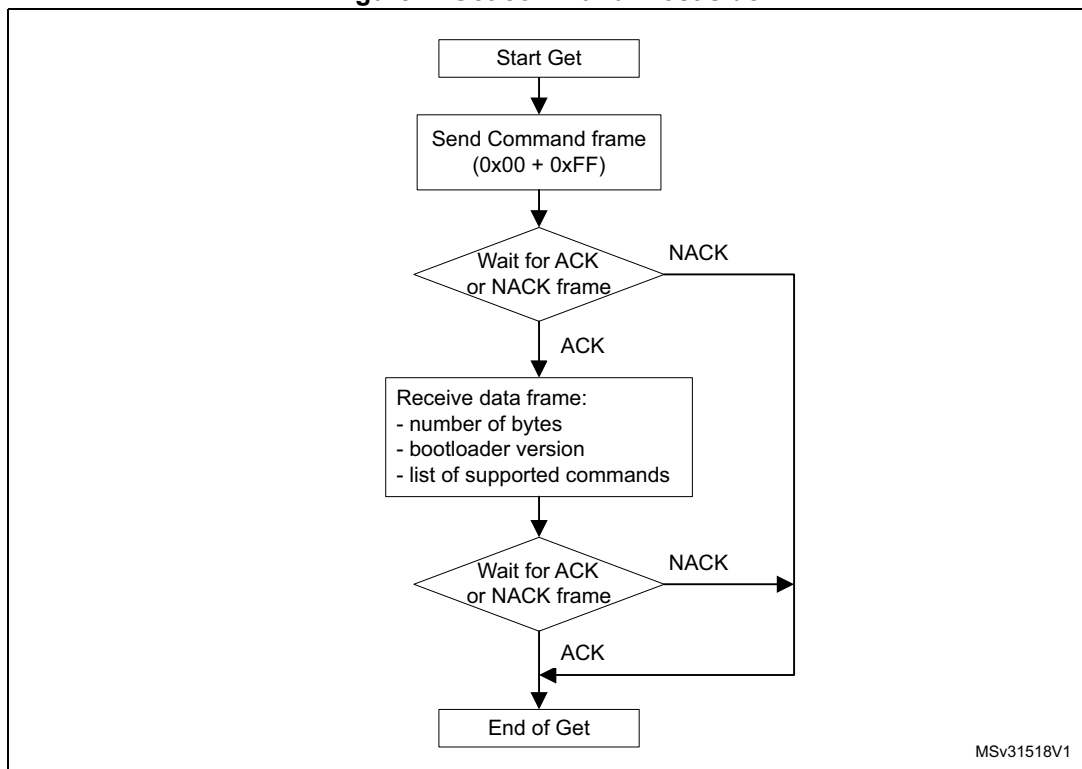 Start Get
Send Command frame
(0x00 + 0xFF)
Wait for ACK
or NACK frame
NACK
ACK
Receive data frame:
- number of bytes
- bootloader version
- list of supported commands
Wait for ACK
or NACK frame
NACK
ACK
End of Get
MSv31518V1